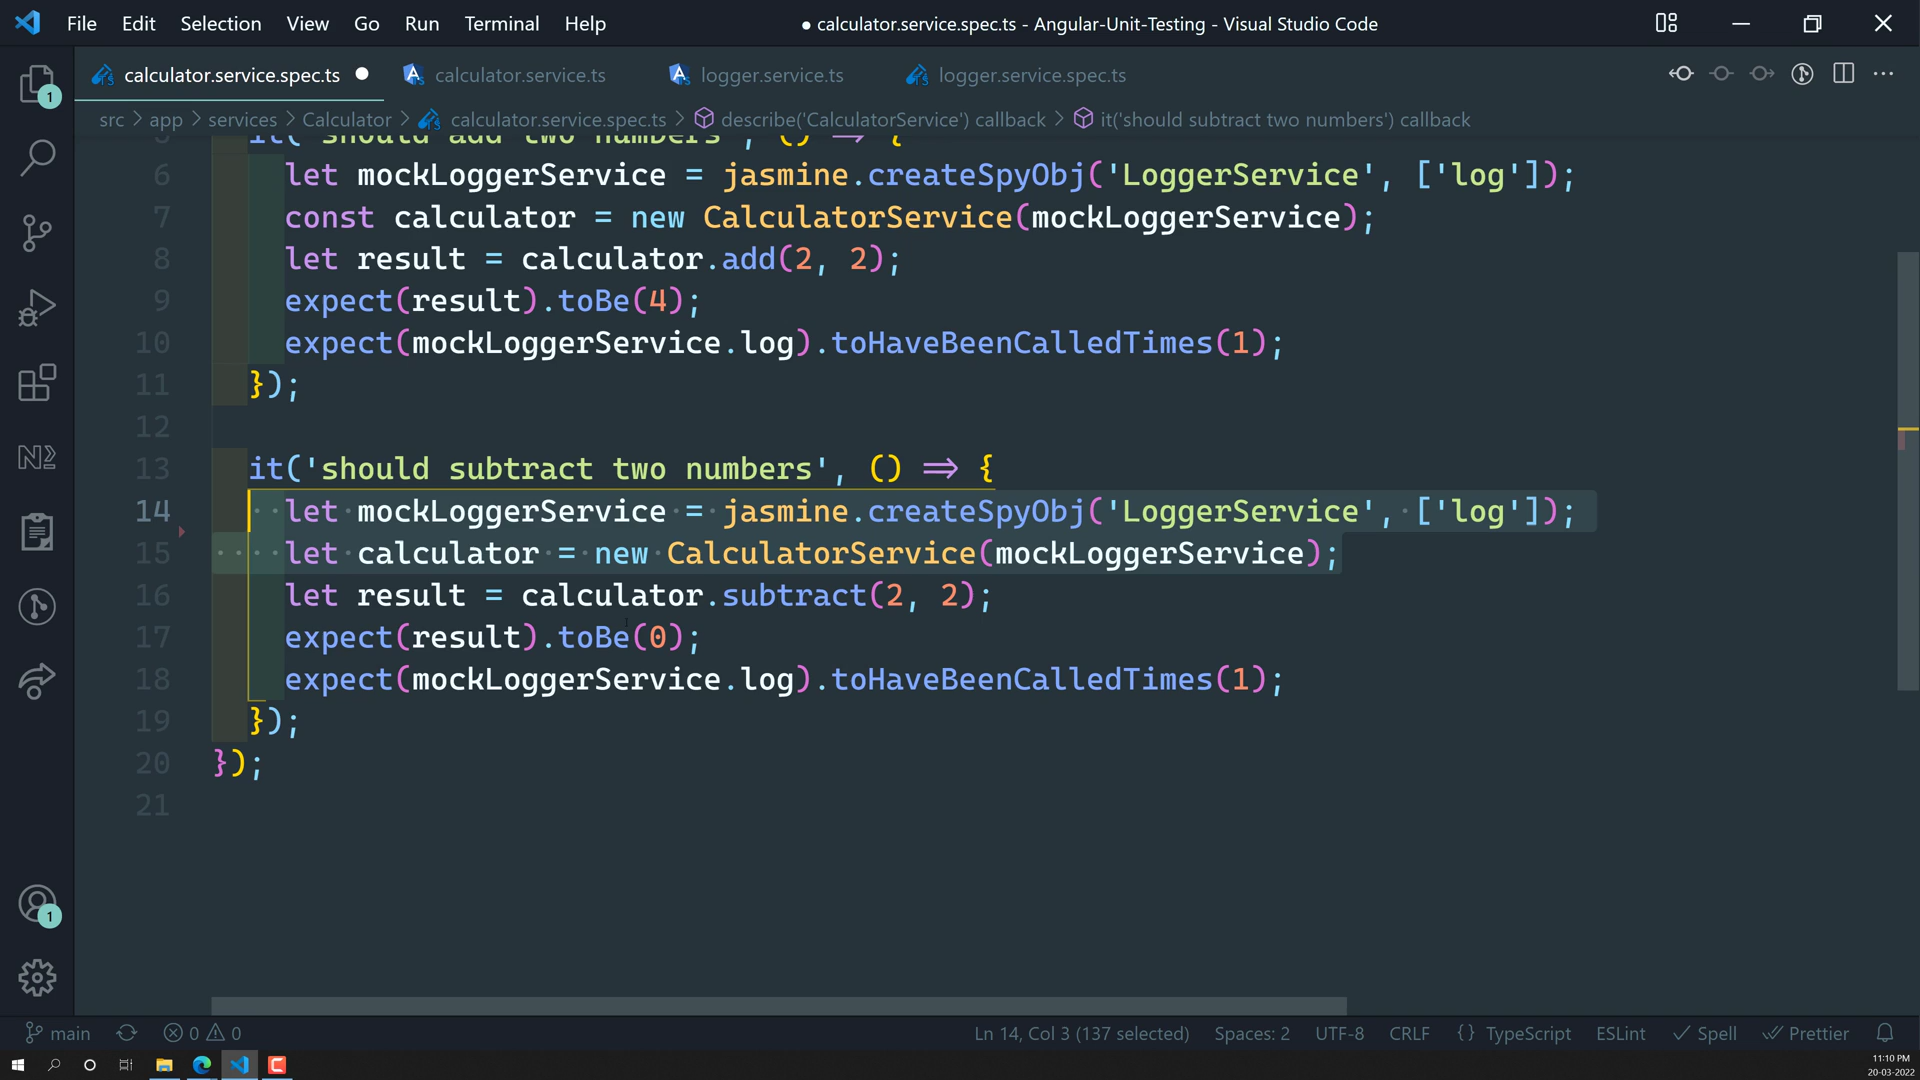 File Edit Selection View Go Run Terminal Help
● calculator.service.spec.ts - Angular-Unit-Testing - Visual Studio Code
calculator.service.spec.ts calculator.service.ts logger.service.ts logger.service.spec.ts
src > app > services > Calculator > calculator.service.spec.ts > describe('CalculatorService') callback > it('should subtract two numbers') callback
it('should add two numbers', () => {
6 let mockLoggerService = jasmine.createSpyObj('LoggerService', ['log']);
7 const calculator = new CalculatorService(mockLoggerService);
8 let result = calculator.add(2, 2);
9 expect(result).toBe(4);
10 expect(mockLoggerService.log).toHaveBeenCalledTimes(1);
11 });
12
13 it('should subtract two numbers', () => {
14 let mockLoggerService = jasmine.createSpyObj('LoggerService', ['log']);
15 let calculator = new CalculatorService(mockLoggerService);
16 let result = calculator.subtract(2, 2);
17 expect(result).toBe(0);
18 expect(mockLoggerService.log).toHaveBeenCalledTimes(1);
19 });
20 });
21
1
1
main 0 0 Ln 14, Col 3 (137 selected) Spaces: 2 UTF-8 CRLF {} TypeScript ESLint Spell Prettier
11:10 PM
20-03-2022